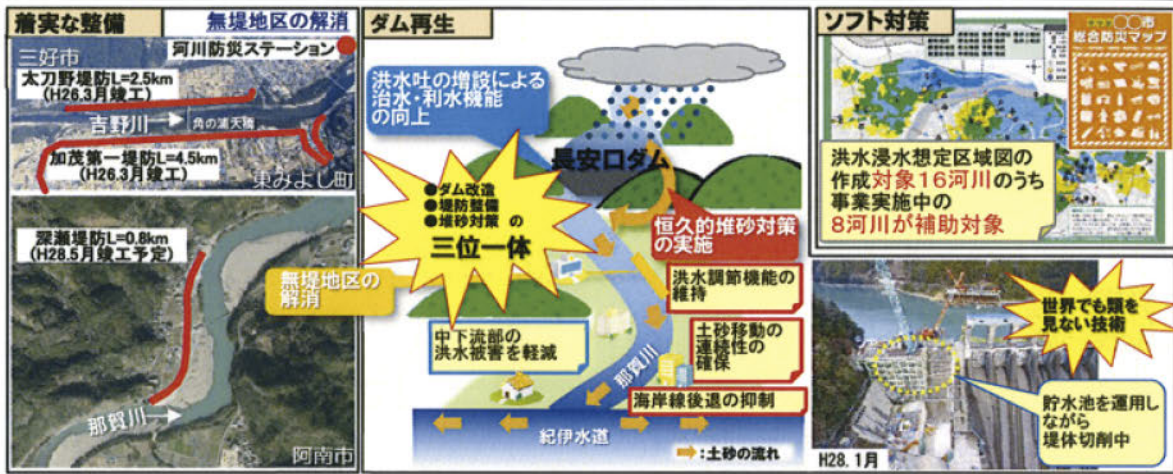 着実な整備
無堤地区の解消
河川防災ステーション
三好市
太刀野堤防L=2.5km
(H26.3月竣工)
吉野川
角の浦大橋
加茂第一堤防L=4.5km
(H26.3月竣工)
東みよし町
深瀬堤防L=0.8km
(H28.5月竣工予定)
那賀川
阿南市
ダム再生
洪水吐の増設による
治水・利水機能
の向上
長安口ダム
●ダム改造
●堤防整備
●堆砂対策 の
三位一体
恒久的堆砂対策
の実施
無堤地区の
解消
洪水調節機能の
維持
中下流部の
洪水被害を軽減
土砂移動の
連続性の
確保
那賀川
海岸線後退の抑制
紀伊水道
:土砂の流れ
ソフト対策
〇〇市
総合防災マップ
洪水浸水想定区域図の
作成対象16河川のうち
事業実施中の
8河川が補助対象
世界でも類を
見ない技術
貯水池を運用し
ながら
堤体切削中
H28.1月